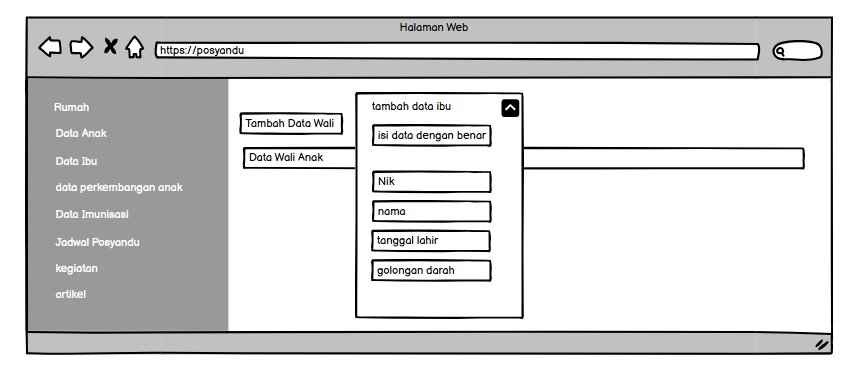 Halaman Web
https://posyandu
Rumah
Data Anak
Data Ibu
data perkembangan anak
Data Imunisasi
Jadwal Posyandu
kegiatan
artikel
Tambah Data Wali
Data Wali Anak
tambah data ibu
isi data dengan benar
Nik
nama
tanggal lahir
golongan darah